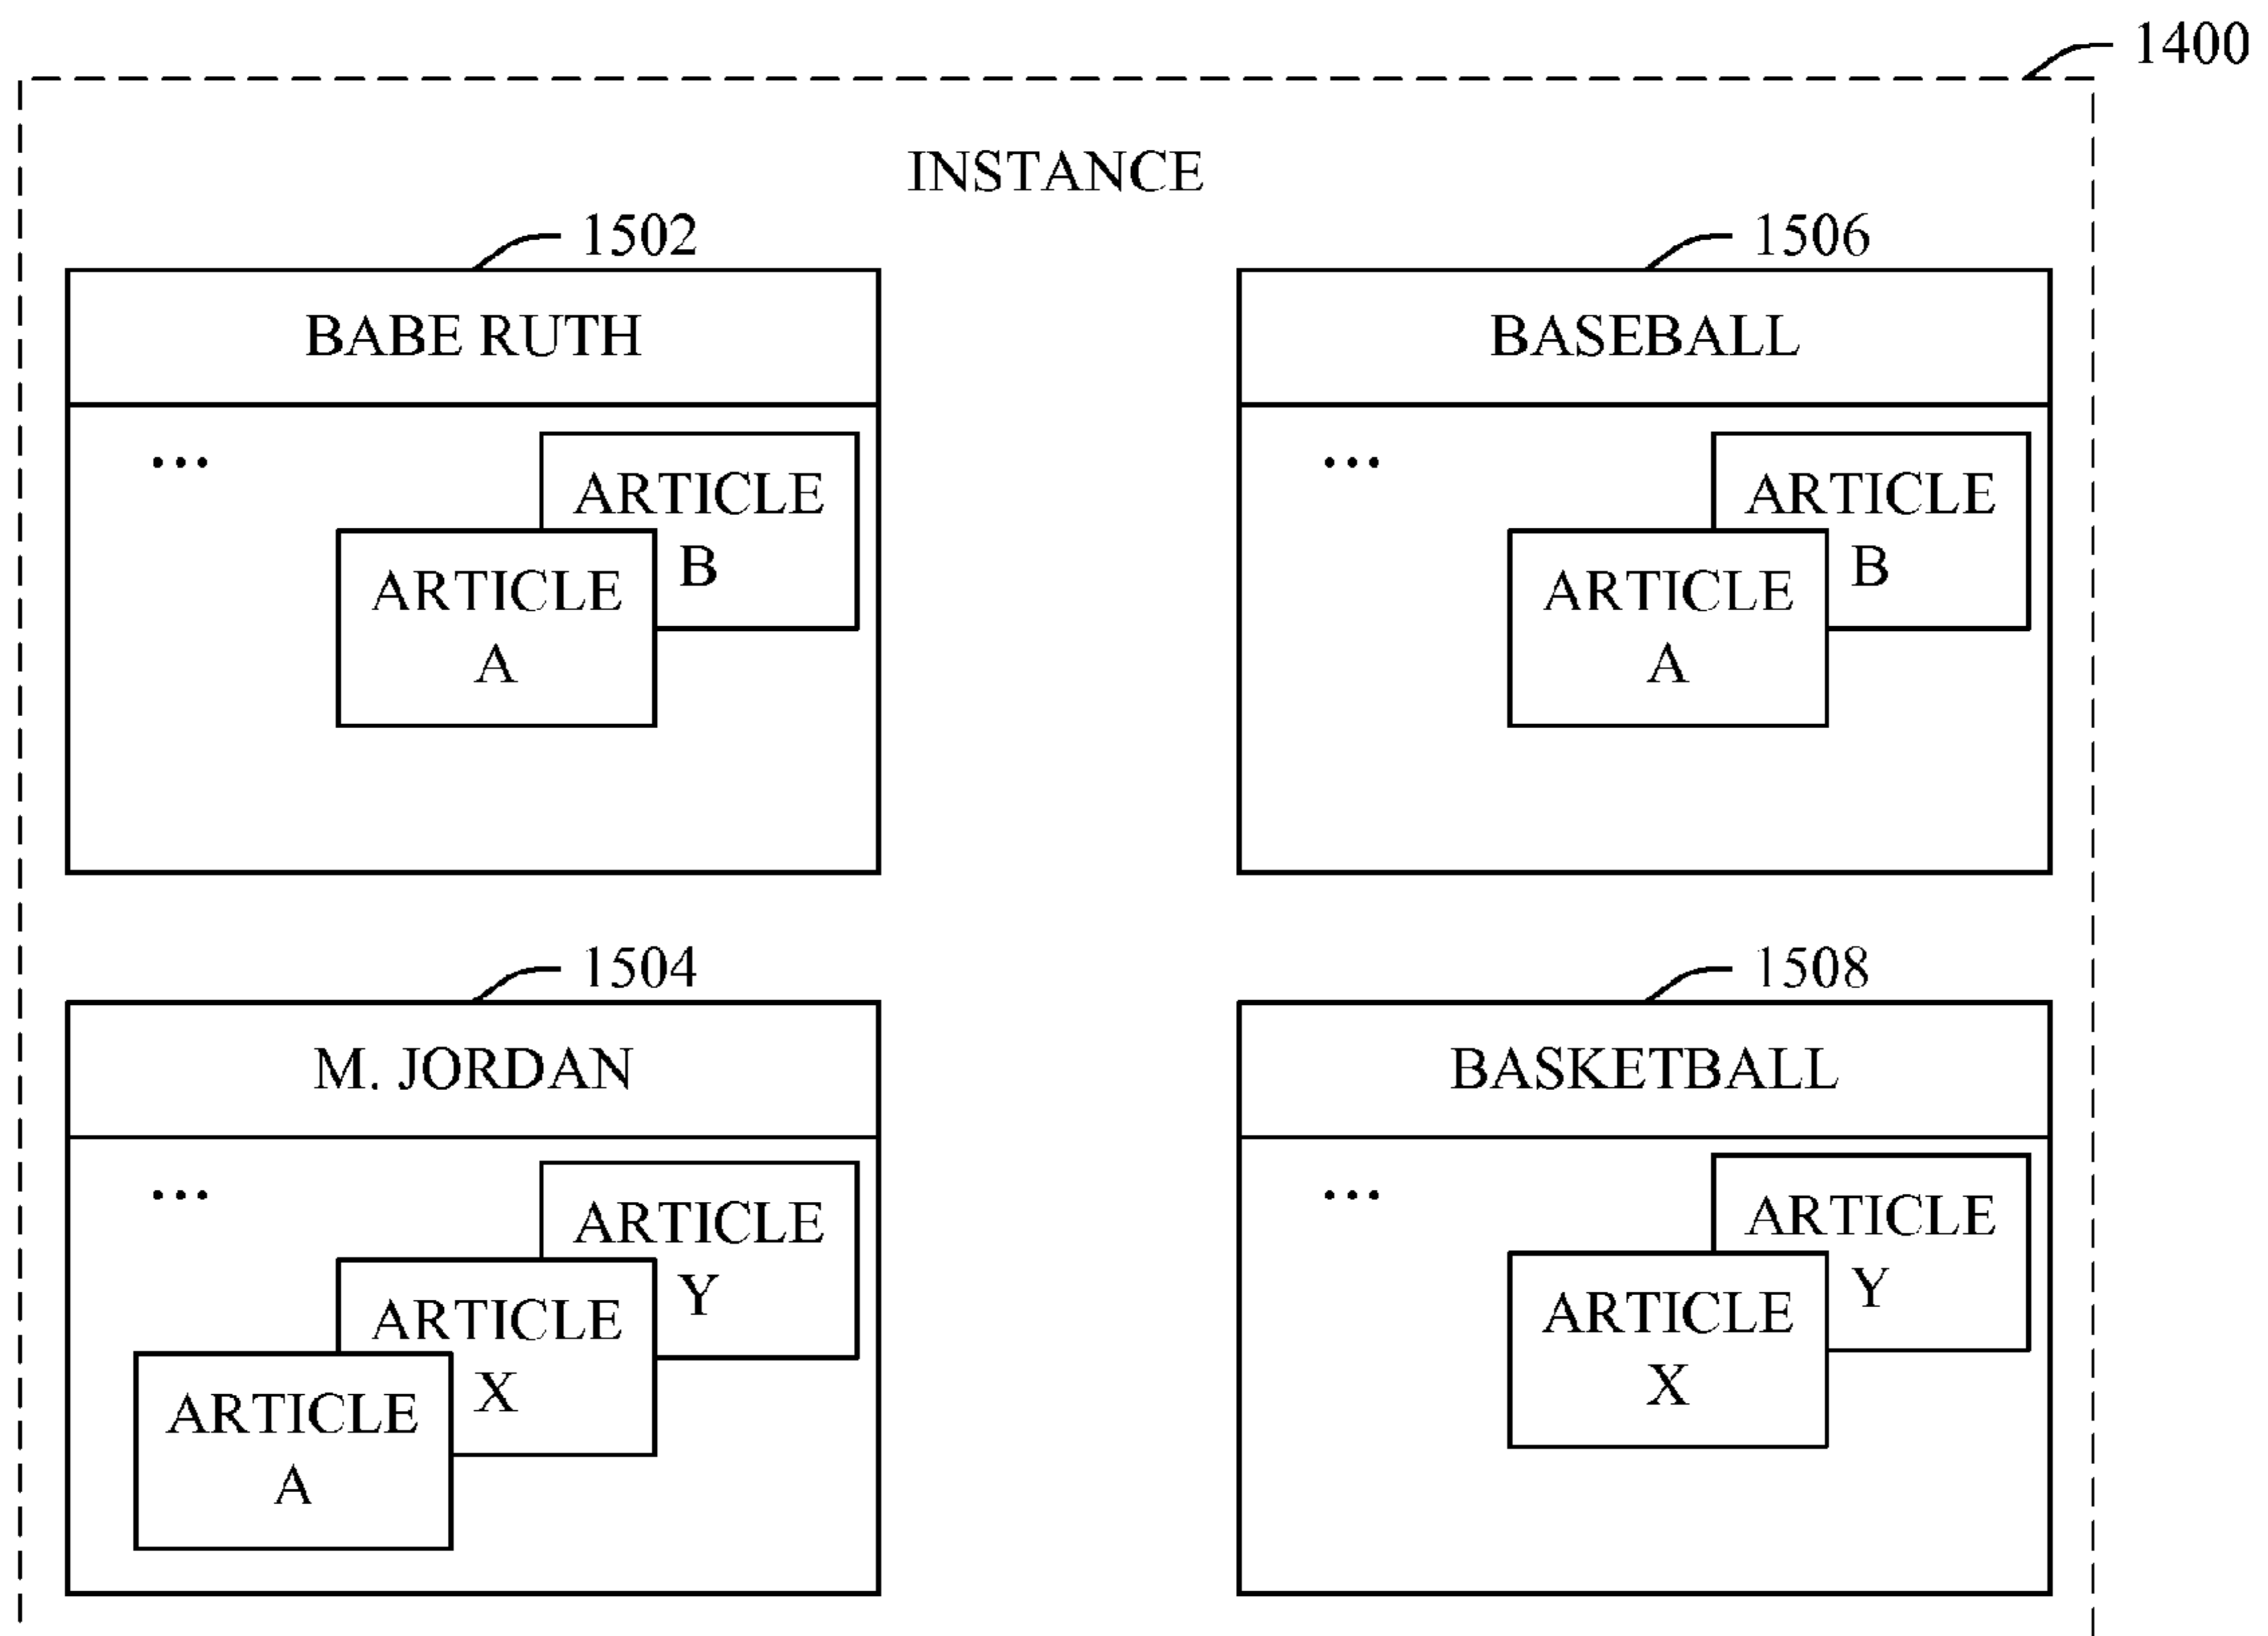 1400
INSTANCE
1502
BABE RUTH
...
ARTICLE
B
ARTICLE
A
1506
BASEBALL
...
ARTICLE
B
ARTICLE
A
1504
M. JORDAN
...
ARTICLE
Y
ARTICLE
X
ARTICLE
A
1508
BASKETBALL
...
ARTICLE
Y
ARTICLE
X